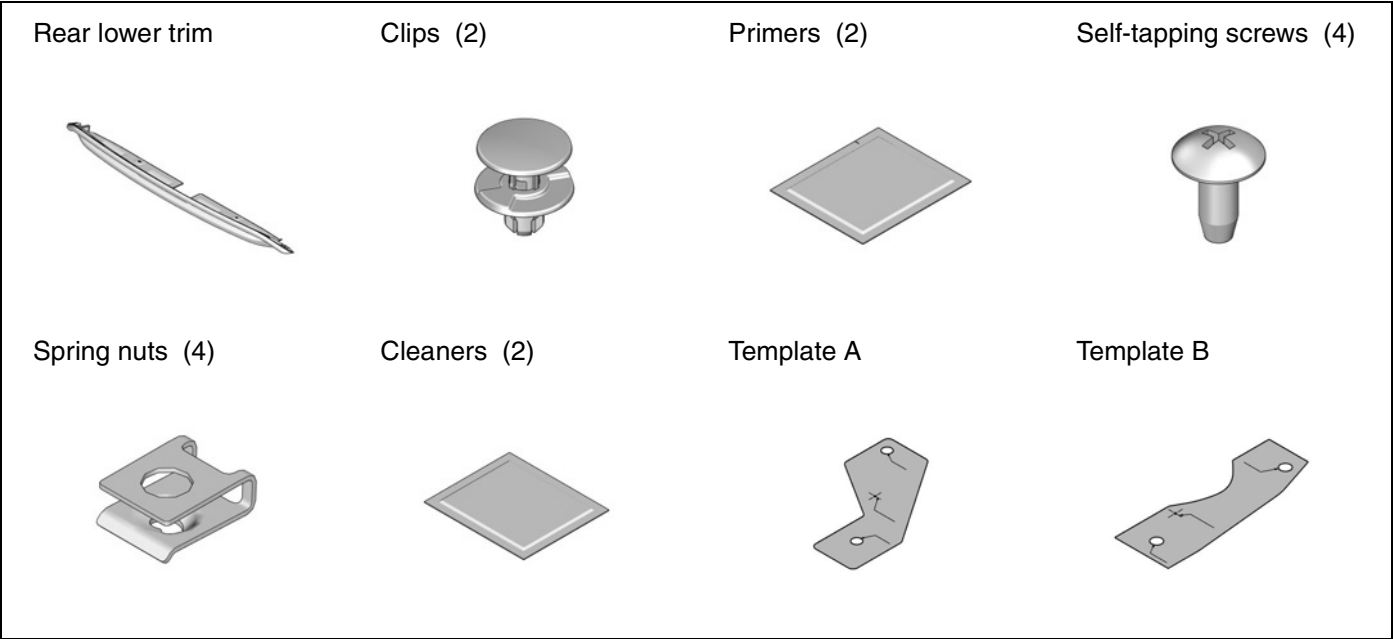 Rear lower trim
Clips (2)
Primers (2)
Self-tapping screws (4)
Spring nuts (4)
Cleaners (2)
Template A
Template B